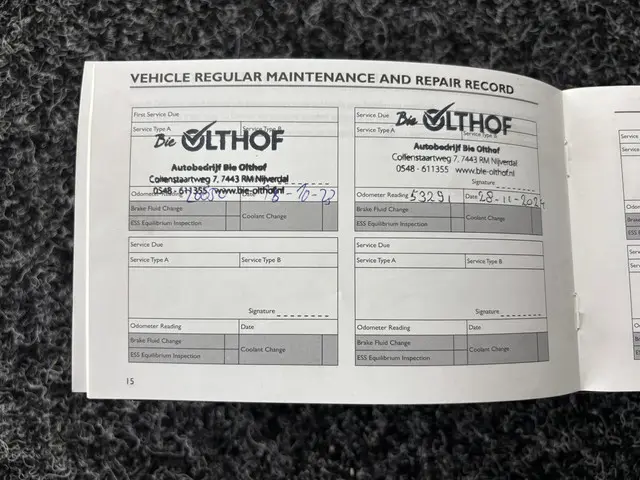 VEHICLE REGULAR MAINTENANCE AND REPAIR RECORD
First Service Due
Service Type A Service Type B
Bie OLTHOF
Autobedrijf Bie Olthof
Collenstaartweg 7, 7443 RM Nijverdal
0548 - 611355 www.bie-olthof.nl
Odometer Reading Date
Brake Fluid Change
Coolant Change
ESS Equilibrium Inspection
Service Due
Service Type A
Bie OLTHOF
Autobedrijf Bie Olthof
Collenstaartweg 7, 7443 RM Nijverdal
0548 - 611355 www.bie-olthof.nl
Signature
Odometer Reading 53291 Date 28-11-2024
Brake Fluid Change
Coolant Change
ESS Equilibrium Inspection
Service Due
Service Type A Service Type B
Signature
Odometer Reading Date
Brake Fluid Change
Coolant Change
ESS Equilibrium Inspection
Service Due
Service Type A Service Type B
Signature
Odometer Reading Date
Brake Fluid Change
Coolant Change
ESS Equilibrium Inspection
15